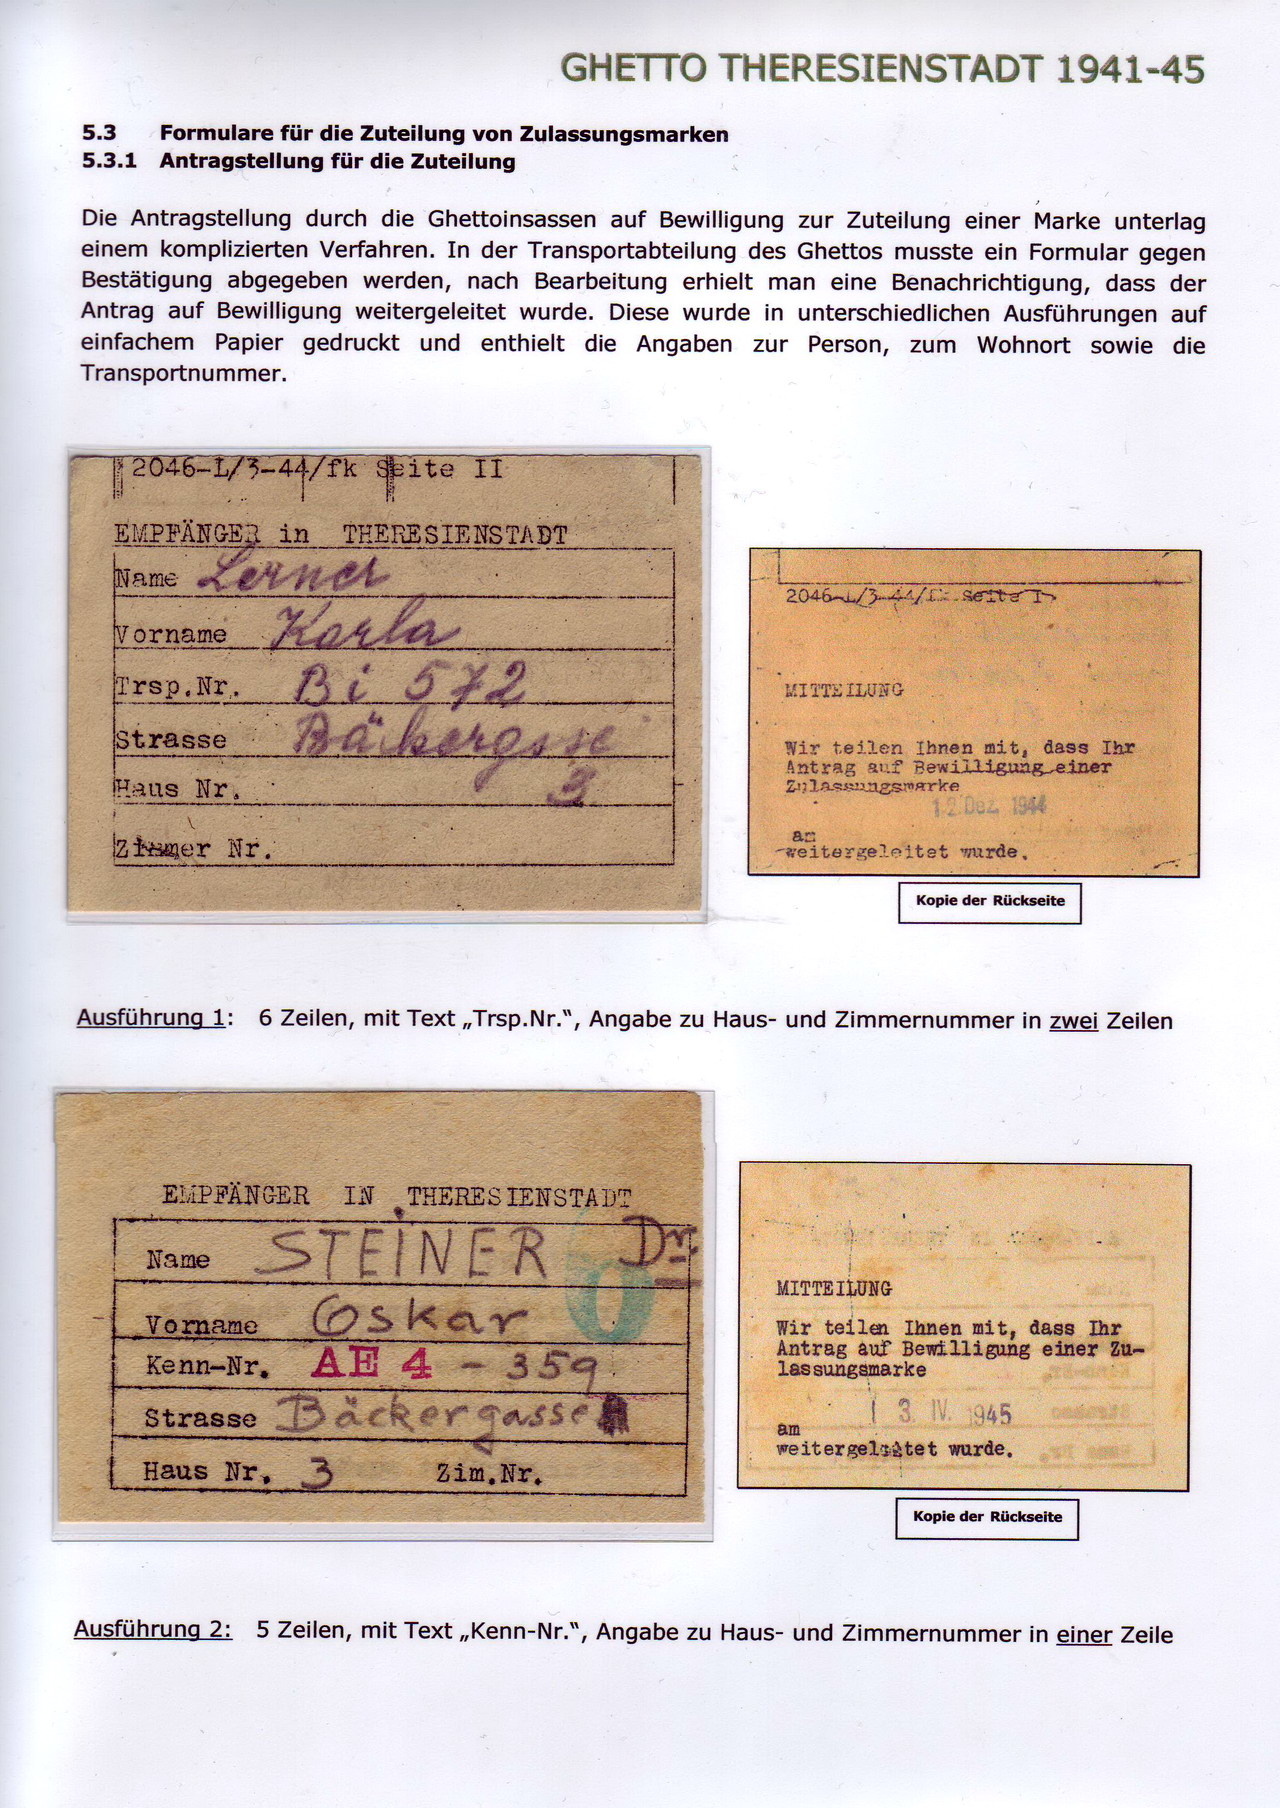 GHETTO THERESIENSTADT 1941-45
5.3 Formulare für die Zuteilung von Zulassungsmarken
5.3.1 Antragstellung für die Zuteilung
Die Antragstellung durch die Ghettoinsassen auf Bewilligung zur Zuteilung einer Marke unterlag
einem komplizierten Verfahren. In der Transportabteilung des Ghettos musste ein Formular gegen
Bestätigung abgegeben werden, nach Bearbeitung erhielt man eine Benachrichtigung, dass der
Antrag auf Bewilligung weitergeleitet wurde. Diese wurde in unterschiedlichen Ausführungen auf
einfachem Papier gedruckt und enthielt die Angaben zur Person, zum Wohnort sowie die
Transportnummer.
2046-L/3-44/fk Seite II
EMPFÄNGER in THERESIENSTADT
Name Lerner
Vorname Karla
Trsp.Nr. Bi 572
Strasse Bäckergasse
Haus Nr. 3
Zimmer Nr.
2046-L/3-44/fk Seite I
MITTEILUNG
Wir teilen Ihnen mit, dass Ihr
Antrag auf Bewilligung einer
Zulassungsmarke
12. Dez. 1944
am
weitergeleitet wurde.
Kopie der Rückseite
Ausführung 1: 6 Zeilen, mit Text „Trsp.Nr.“, Angabe zu Haus- und Zimmernummer in zwei Zeilen
EMPFÄNGER IN THERESIENSTADT
Name STEINER Dr.
Vorname Oskar
Kenn-Nr. AE 4 - 359
Strasse Bäckergasse
Haus Nr. 3 Zim.Nr.
MITTEILUNG
Wir teilen Ihnen mit, dass Ihr
Antrag auf Bewilligung einer Zu-
lassungsmarke
13. IV. 1945
am
weitergeleitet wurde.
Kopie der Rückseite
Ausführung 2: 5 Zeilen, mit Text „Kenn-Nr.“, Angabe zu Haus- und Zimmernummer in einer Zeile